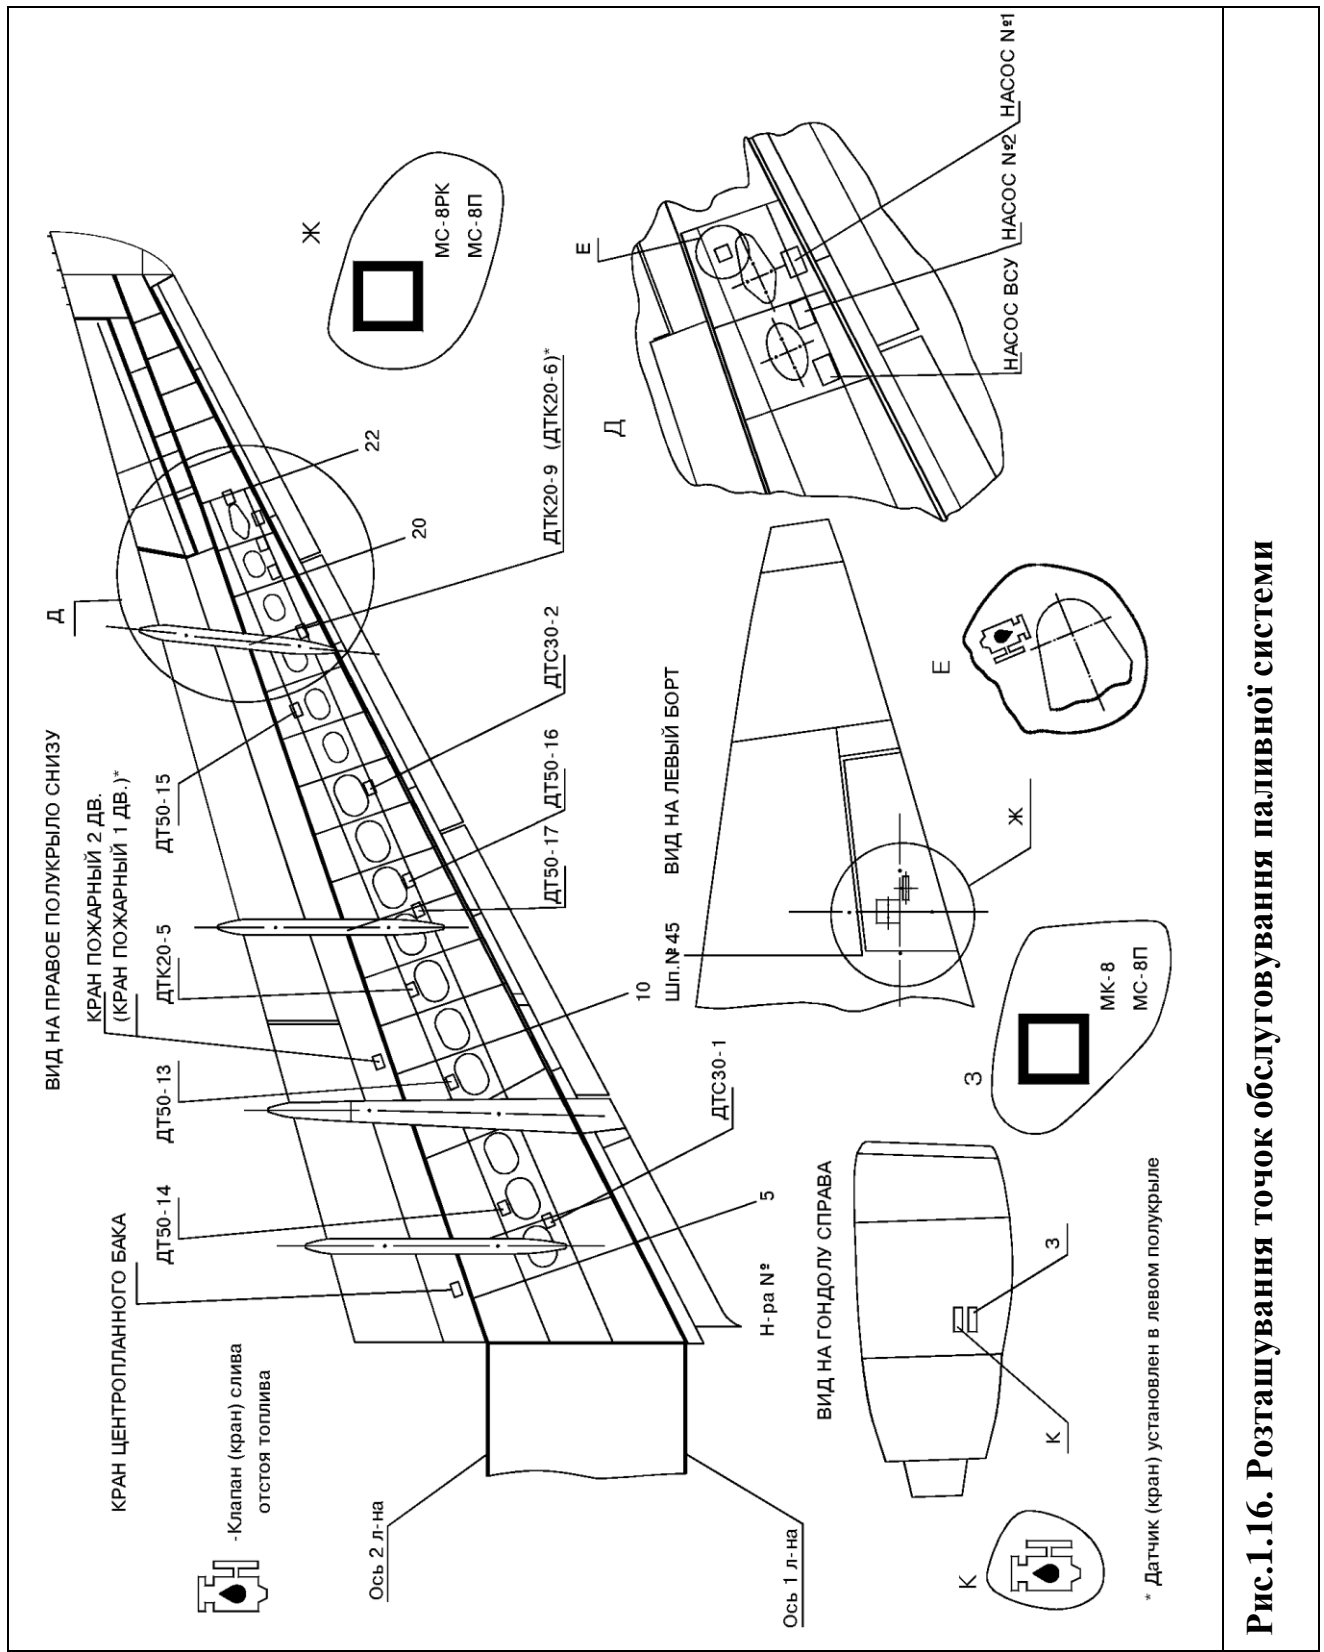 ВИД НА ПРАВОЕ ПОЛУКРЫЛО СНИЗУ
Д
КРАН ЦЕНТРОПЛАННОГО БАКА
КРАН ПОЖАРНЫЙ 2 ДВ.
(КРАН ПОЖАРНЫЙ 1 ДВ.)*
ДТ50-14
ДТ50-13
ДТК20-5
ДТ50-15
-Клапан (кран) слива
отстоя топлива
Ж
МС-8РК
МС-8П
Ось 2 л-на
22
20
ДТК20-9 (ДТК20-6)*
ДТС30-2
ДТ50-16
ДТ50-17
10
Шп.№45
ДТС30-1
5
Н-ра №
Ось 1 л-на
Д
Е
НАСОС ВСУ
НАСОС №2
НАСОС №1
ВИД НА ЛЕВЫЙ БОРТ
Ж
Е
ВИД НА ГОНДОЛУ СПРАВА
К
З
З
МК-8
МС-8П
К
* Датчик (кран) установлен в левом полукрыле
Рис.1.16. Розташування точок обслуговування паливної системи